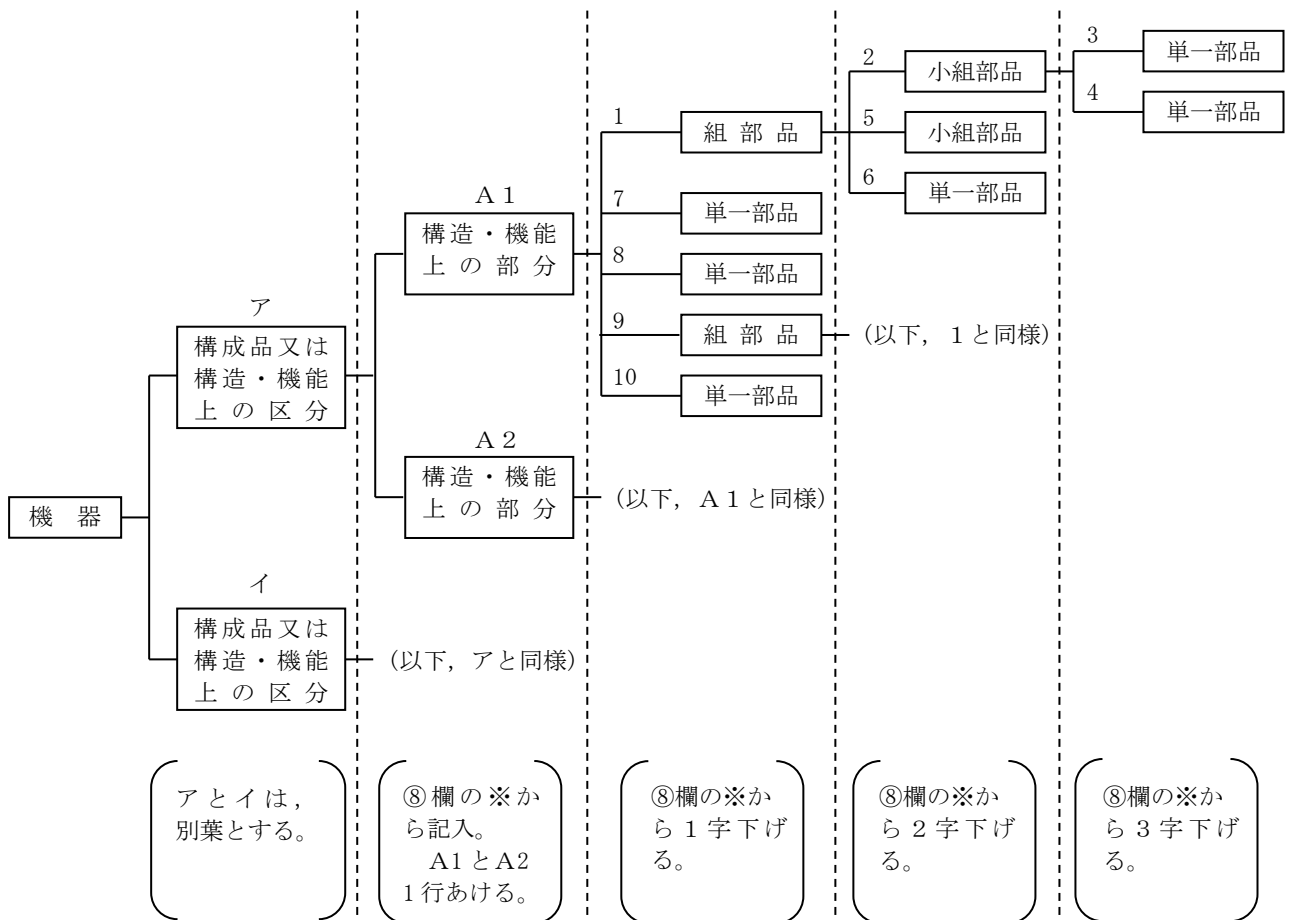 機 器
ア
構成品又は
構造・機能
上 の 区 分
イ
構成品又は
構造・機能
上 の 区 分
(以下，アと同様)
Ａ１
構造・機能
上 の 部 分
Ａ２
構造・機能
上 の 部 分
(以下，Ａ１と同様)
1
組 部 品
7
単一部品
8
単一部品
9
組 部 品
(以下，１と同様)
10
単一部品
2
小組部品
5
小組部品
6
単一部品
3
単一部品
4
単一部品
アとイは，
別葉とする。
⑧欄の※か
ら記入。
A1とA2
1行あける。
⑧欄の※か
ら１字下げ
る。
⑧欄の※か
ら２字下げ
る。
⑧欄の※か
ら３字下げ
る。